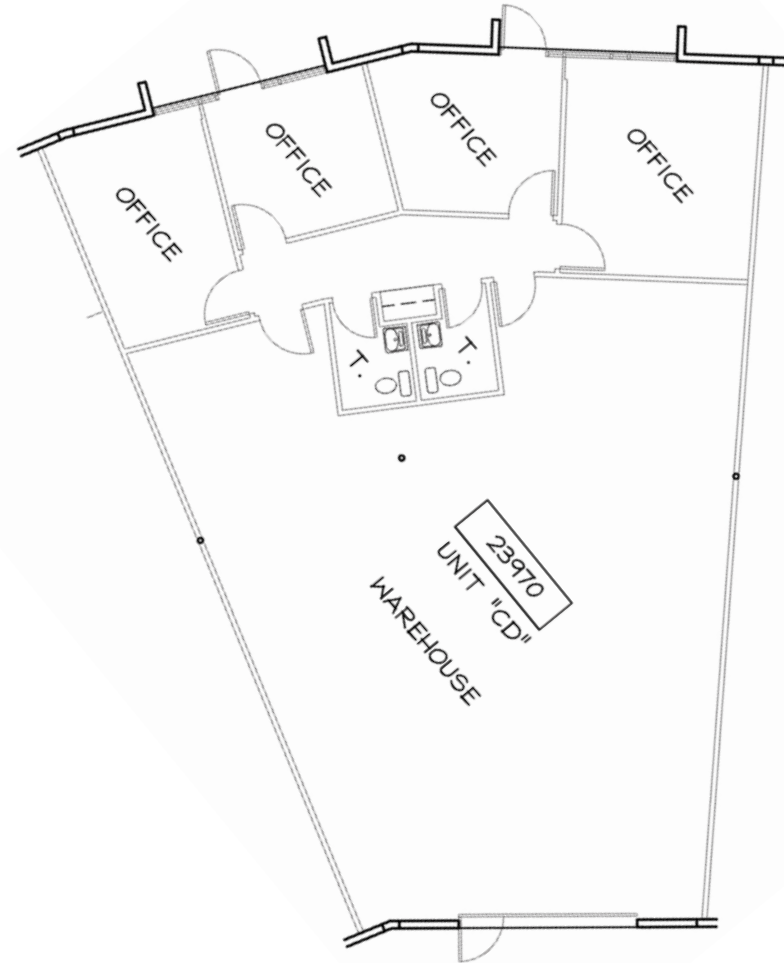 OFFICE
OFFICE
OFFICE
OFFICE
T.
T.
23970
UNIT "CD"
WAREHOUSE